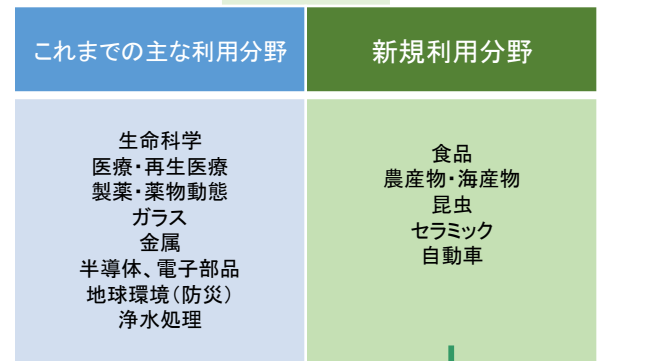 これまでの主な利用分野
新規利用分野
生命科学
医療・再生医療
製薬・薬物動態
ガラス
金属
半導体、電子部品
地球環境（防災）
浄水処理
食品
農産物・海産物
昆虫
セラミック
自動車